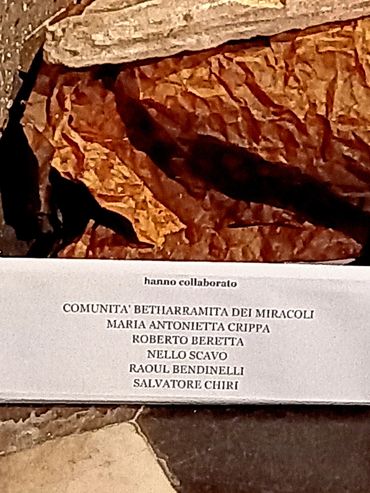 hanno collaborato
COMUNITA' BETHARRAMITA DEI MIRACOLI
MARIA ANTONIETTA CRIPPA
ROBERTO BERETTA
NELLO SCAVO
RAOUL BENDINELLI
SALVATORE CHIRI